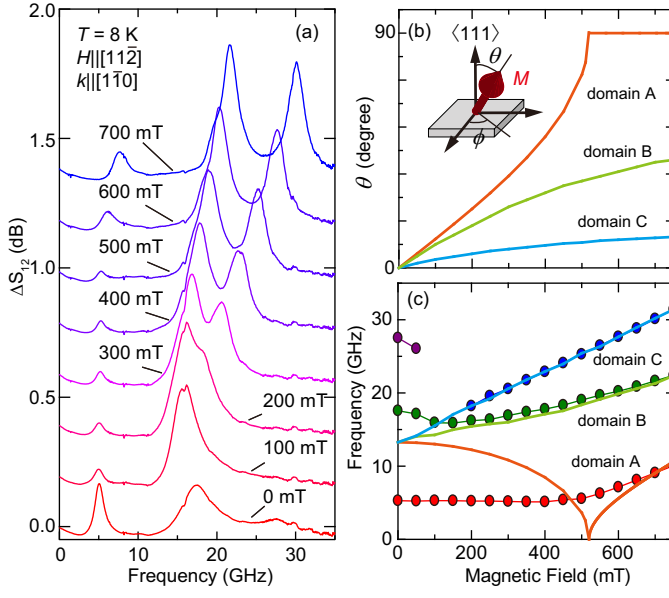 (a)
T = 8 K
H||[112̄]
k||[11̄0]
700 mT
600 mT
500 mT
400 mT
300 mT
200 mT
100 mT
0 mT
2.0
1.5
1.0
0.5
0.0
ΔS₁₂ (dB)
0
10
20
30
Frequency (GHz)
(b)
90
0
θ (degree)
⟨111⟩
θ
M
ϕ
domain A
domain B
domain C
(c)
30
20
10
0
Frequency (GHz)
domain C
domain B
domain A
0
200
400
600
Magnetic Field (mT)